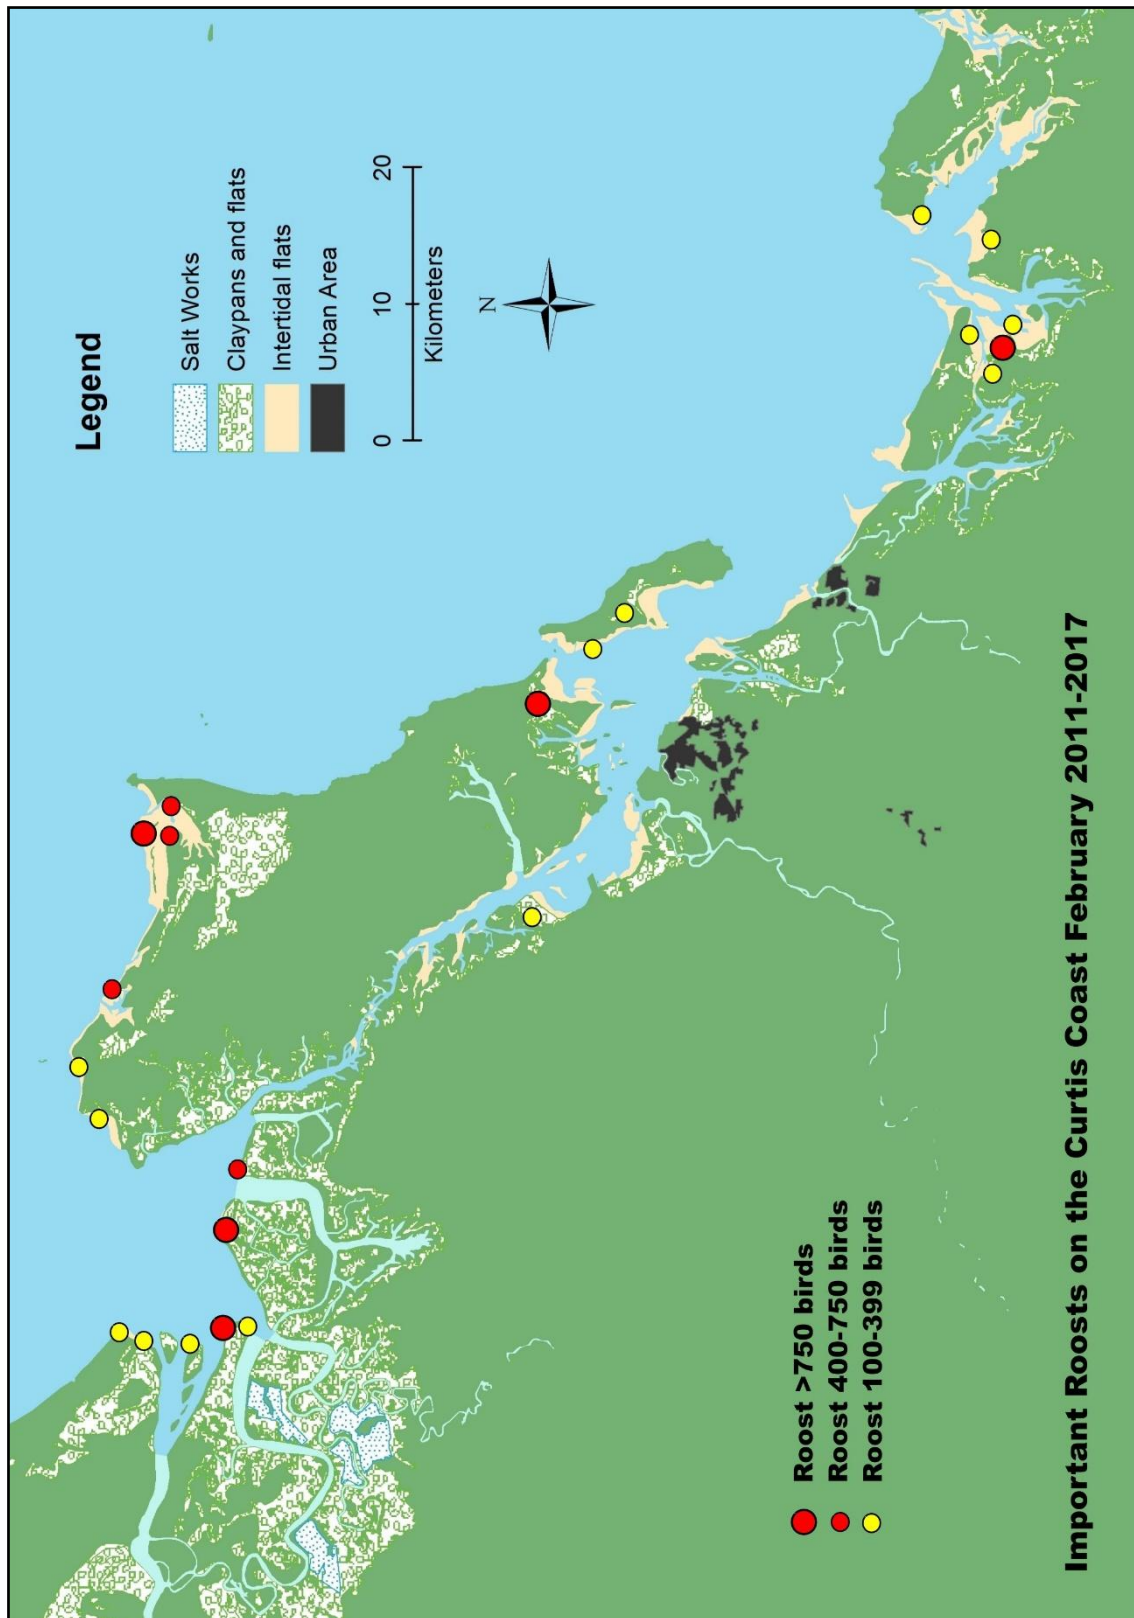 Legend
Salt Works
Claypans and flats
Intertidal flats
Urban Area
0 10 20
Kilometers
N
Roost >750 birds
Roost 400-750 birds
Roost 100-399 birds
Important Roosts on the Curtis Coast February 2011-2017